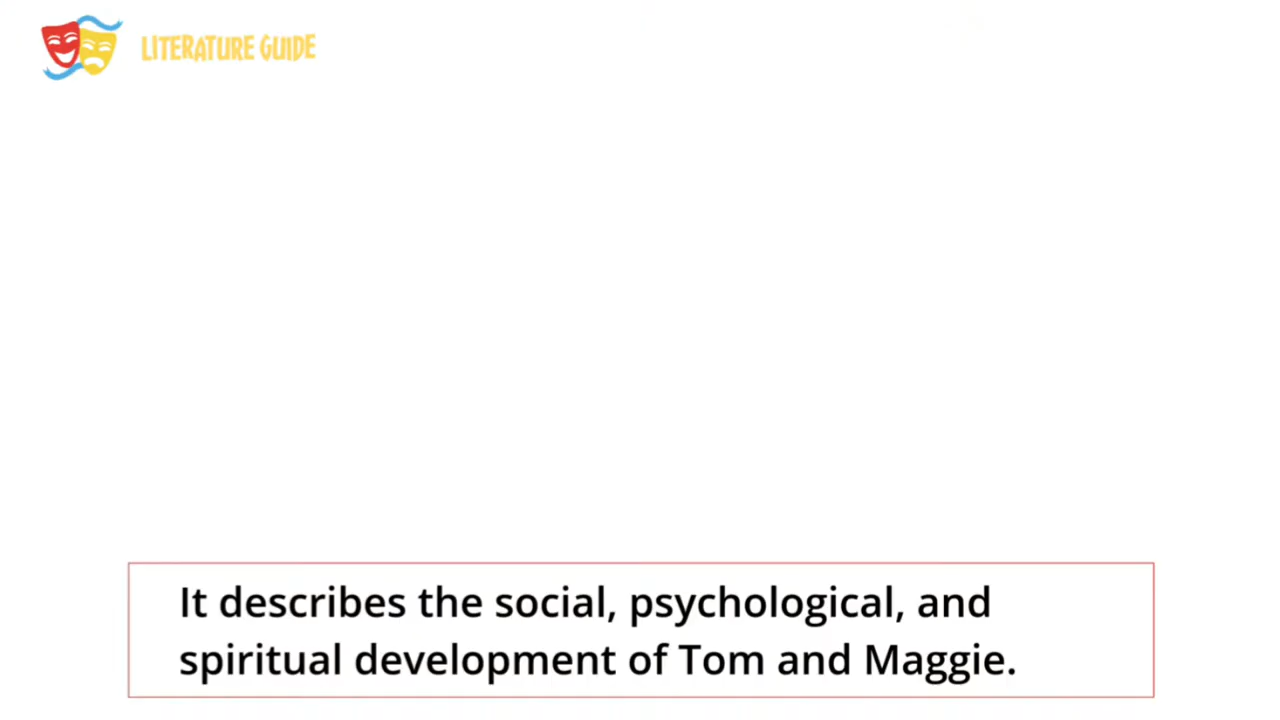 LITERATURE GUIDE
It describes the social, psychological, and
spiritual development of Tom and Maggie.